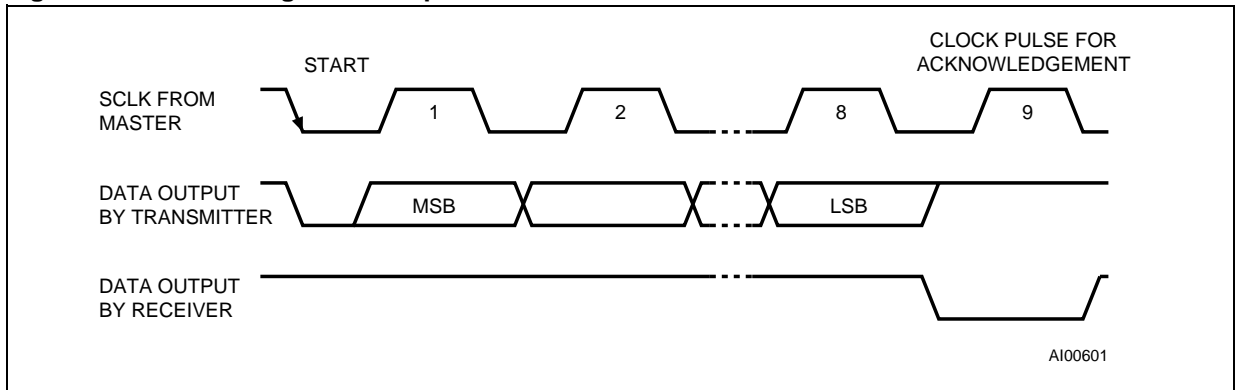 START
CLOCK PULSE FOR
ACKNOWLEDGEMENT
SCLK FROM
MASTER
1
2
8
9
DATA OUTPUT
BY TRANSMITTER
MSB
LSB
DATA OUTPUT
BY RECEIVER
AI00601